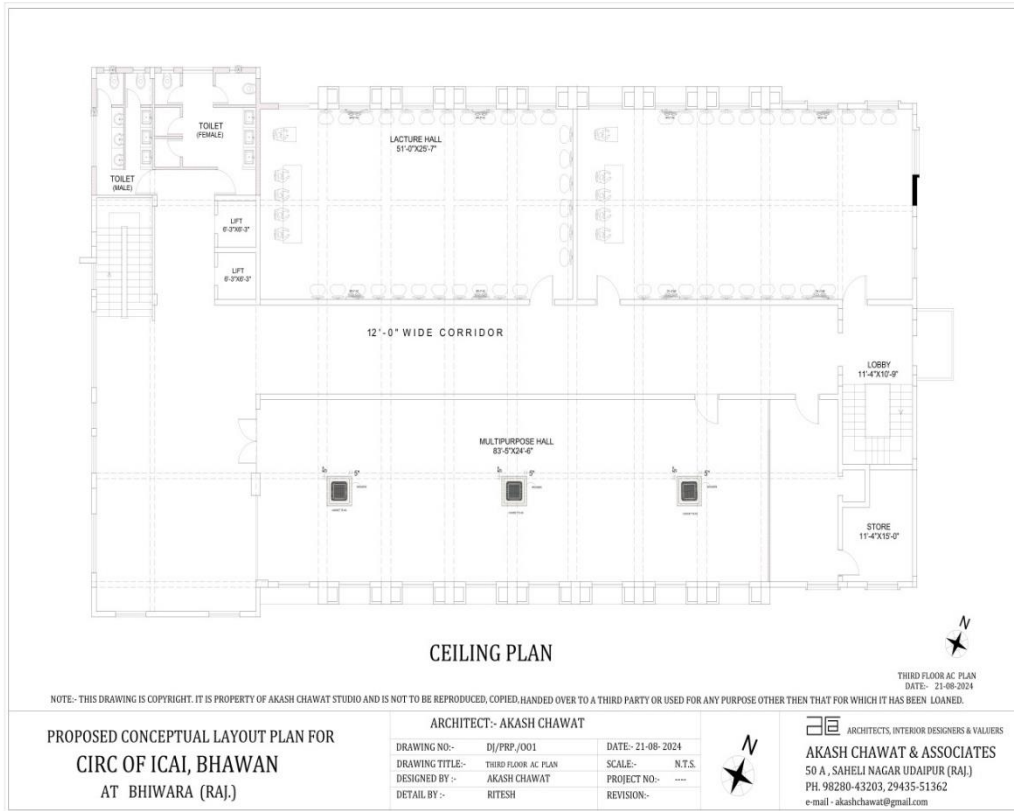 TOILET
(FEMALE)
TOILET
(MALE)
LACTURE HALL
51'-0"X25'-7"
LIFT
6'-3"X6'-3"
LIFT
6'-3"X6'-3"
12'-0" WIDE CORRIDOR
LOBBY
11'-4"X10'-9"
MULTIPURPOSE HALL
83'-5"X24'-6"
STORE
11'-4"X15'-0"
CEILING PLAN
N
THIRD FLOOR AC PLAN
DATE:- 21-08-2024
NOTE:- THIS DRAWING IS COPYRIGHT. IT IS PROPERTY OF AKASH CHAWAT STUDIO AND IS NOT TO BE REPRODUCED, COPIED,HANDED OVER TO A THIRD PARTY OR USED FOR ANY PURPOSE OTHER THEN THAT FOR WHICH IT HAS BEEN LOANED.
PROPOSED CONCEPTUAL LAYOUT PLAN FOR
CIRC OF ICAI, BHAWAN
AT BHIWARA (RAJ.)
ARCHITECT:- AKASH CHAWAT
DRAWING NO:- DJ/PRP./001 DATE:- 21-08- 2024
DRAWING TITLE:- THIRD FLOOR AC PLAN SCALE:- N.T.S.
DESIGNED BY :- AKASH CHAWAT PROJECT NO:- ----
DETAIL BY :- RITESH REVISION:-
N
ARCHITECTS, INTERIOR DESIGNERS & VALUERS
AKASH CHAWAT & ASSOCIATES
50 A , SAHELI NAGAR UDAIPUR (RAJ.)
PH. 98280-43203, 29435-51362
e-mail - akashchawat@gmail.com